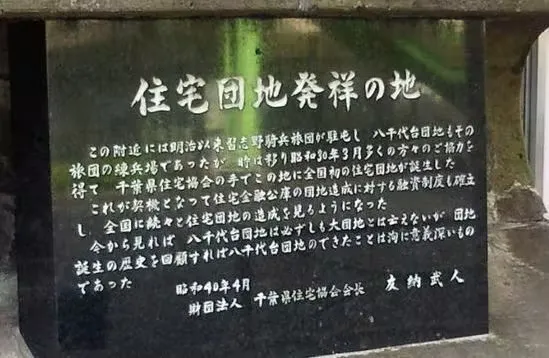 住宅団地発祥の地
この附近には明治以来習志野騎兵旅団が駐屯し 八千代台団地もその
旅団の練兵場であったが 時は移り昭和30年3月多くの方々のご協力を
得て 千葉県住宅協会の手でこの地に全国初の住宅団地が誕生した
これが契機となって住宅金融公庫の団地造成に対する融資制度も確立
し 全国に続々と住宅団地の造成を見るようになった
今から見れば 八千代台団地は必ずしも大団地とは云えないが 団地
誕生の歴史を回顧すれば八千代台団地のできたことは洵に意義深いもの
であった
昭和40年4月
財団法人 千葉県住宅協会会長 友納武人